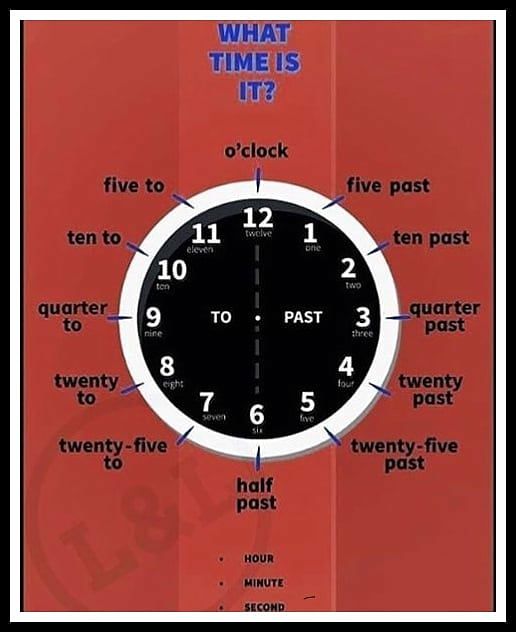 WHAT
TIME IS
IT?
o'clock
five to
five past
ten to
ten past
quarter
to
quarter
past
twenty
to
twenty
past
twenty-five
to
twenty-five
past
half
past
12
twelve
11
eleven
1
one
10
ten
2
two
9
nine
TO
PAST
3
three
8
eight
4
four
7
seven
5
five
6
six
L&L
• HOUR
• MINUTE
• SECOND